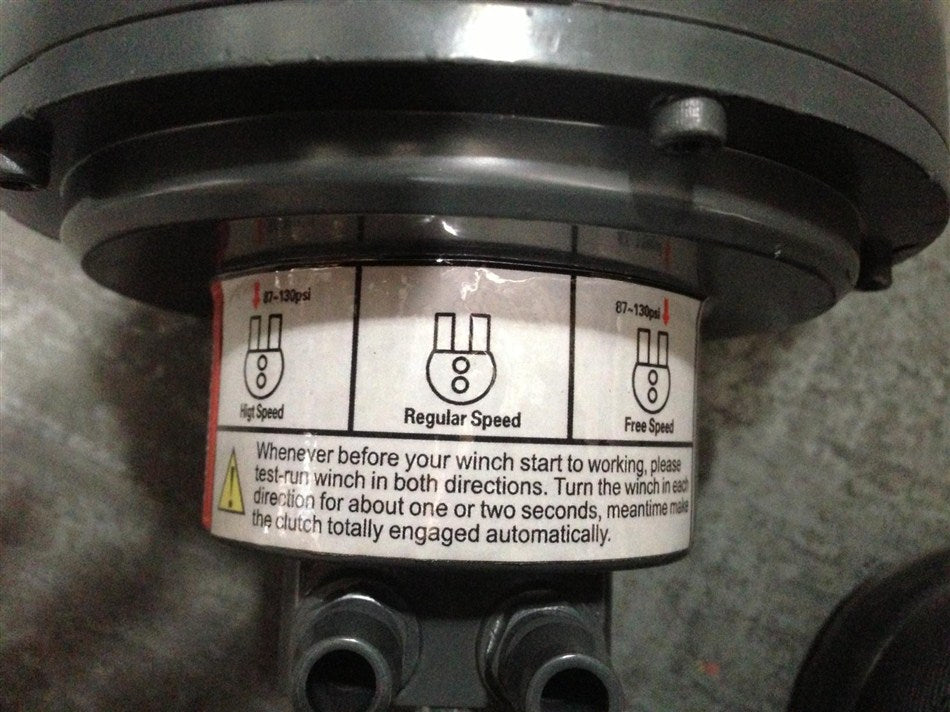 87~130psi
87~130psi
Higt Speed
Regular Speed
Free Speed
Whenever before your winch start to working, please
test-run winch in both directions. Turn the winch in each
direction for about one or two seconds, meantime make
the clutch totally engaged automatically.